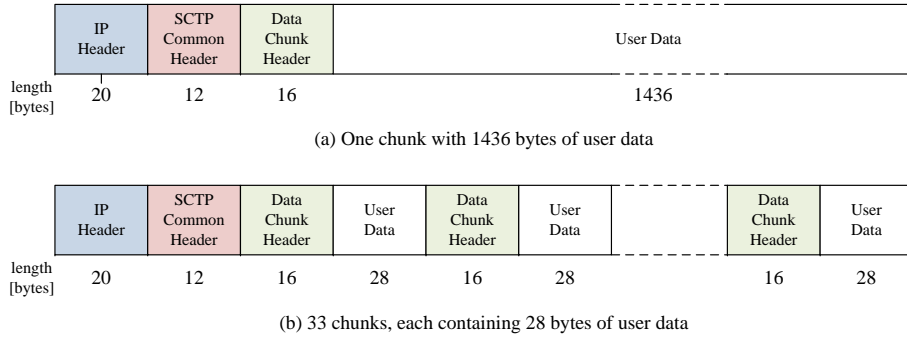 IP
Header
SCTP
Common
Header
Data
Chunk
Header
User Data
length
[bytes]
20
12
16
1436
(a) One chunk with 1436 bytes of user data
IP
Header
SCTP
Common
Header
Data
Chunk
Header
User
Data
Data
Chunk
Header
User
Data
Data
Chunk
Header
User
Data
length
[bytes]
20
12
16
28
16
28
16
28
(b) 33 chunks, each containing 28 bytes of user data